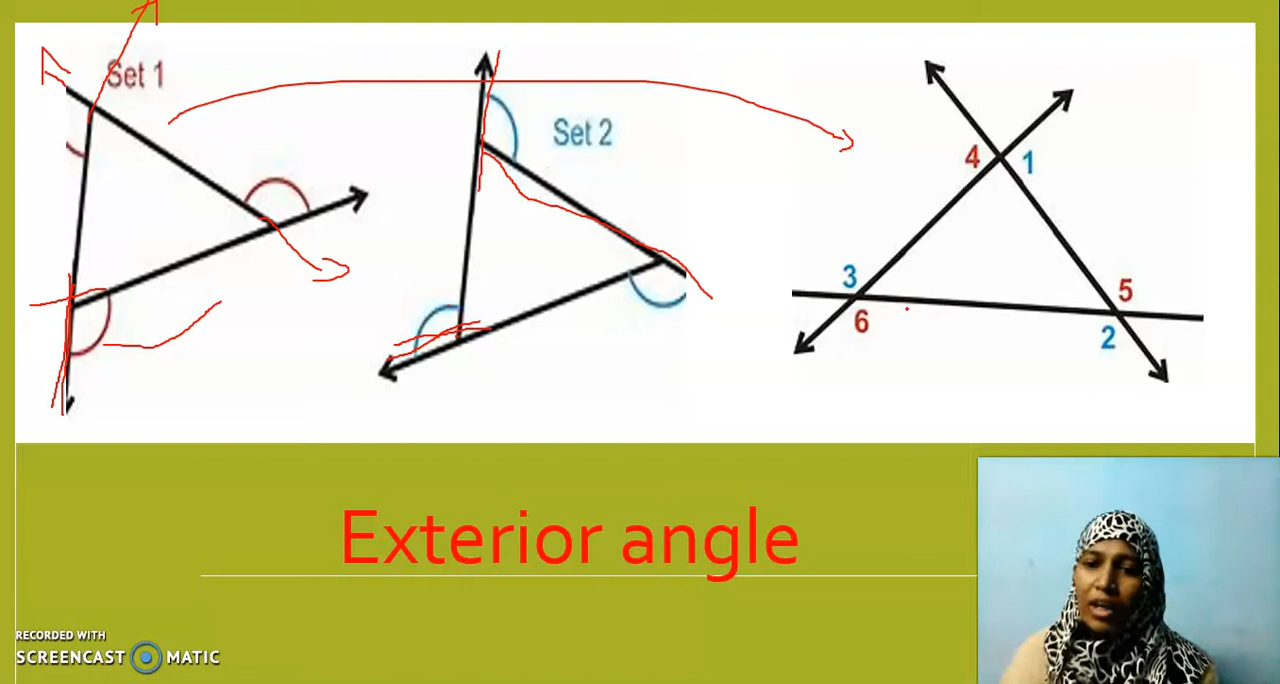 Set 1
Set 2
4 1
3
5
6
2
Exterior angle
RECORDED WITH
SCREENCAST MATIC